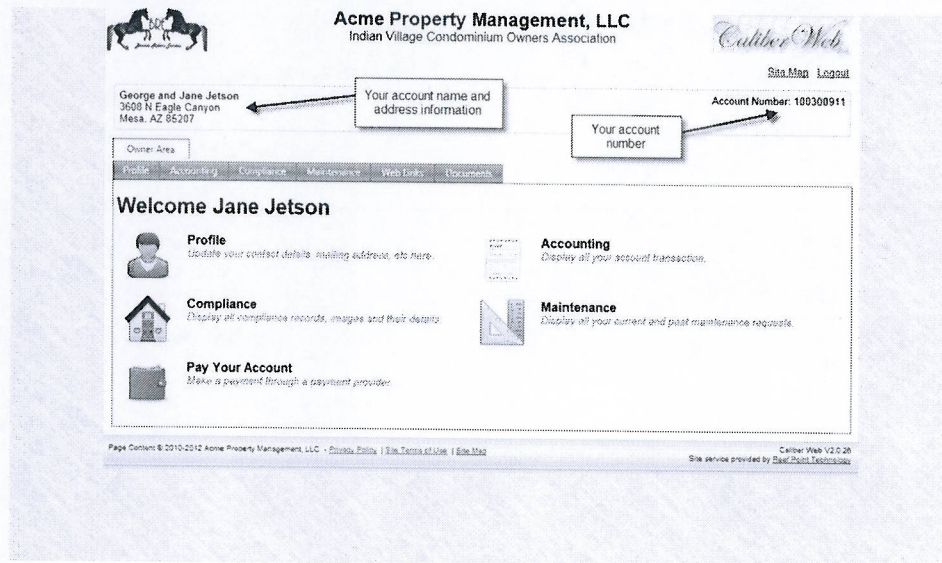 Acme Property Management, LLC
Indian Village Condominium Owners Association
Caliber Web
Site Map Logout
George and Jane Jetson
3608 N Eagle Canyon
Mesa, AZ 85207
Your account name and
address information
Account Number: 100300911
Your account
number
Owner Area
Profile Accounting Compliance Maintenance Web Links Documents
Welcome Jane Jetson
Profile
Update your contact details, mailing address, etc here.
Accounting
Display all your account transaction.
Compliance
Display all compliance records, images and their details.
Maintenance
Display all your current and past maintenance requests.
Pay Your Account
Make a payment through a payment provider
Page Content © 2010-2012 Acme Property Management, LLC - Privacy Policy | Site Terms of Use | Site Map
Caliber Web V2.0.26
Site service provided by Reef Point Technology